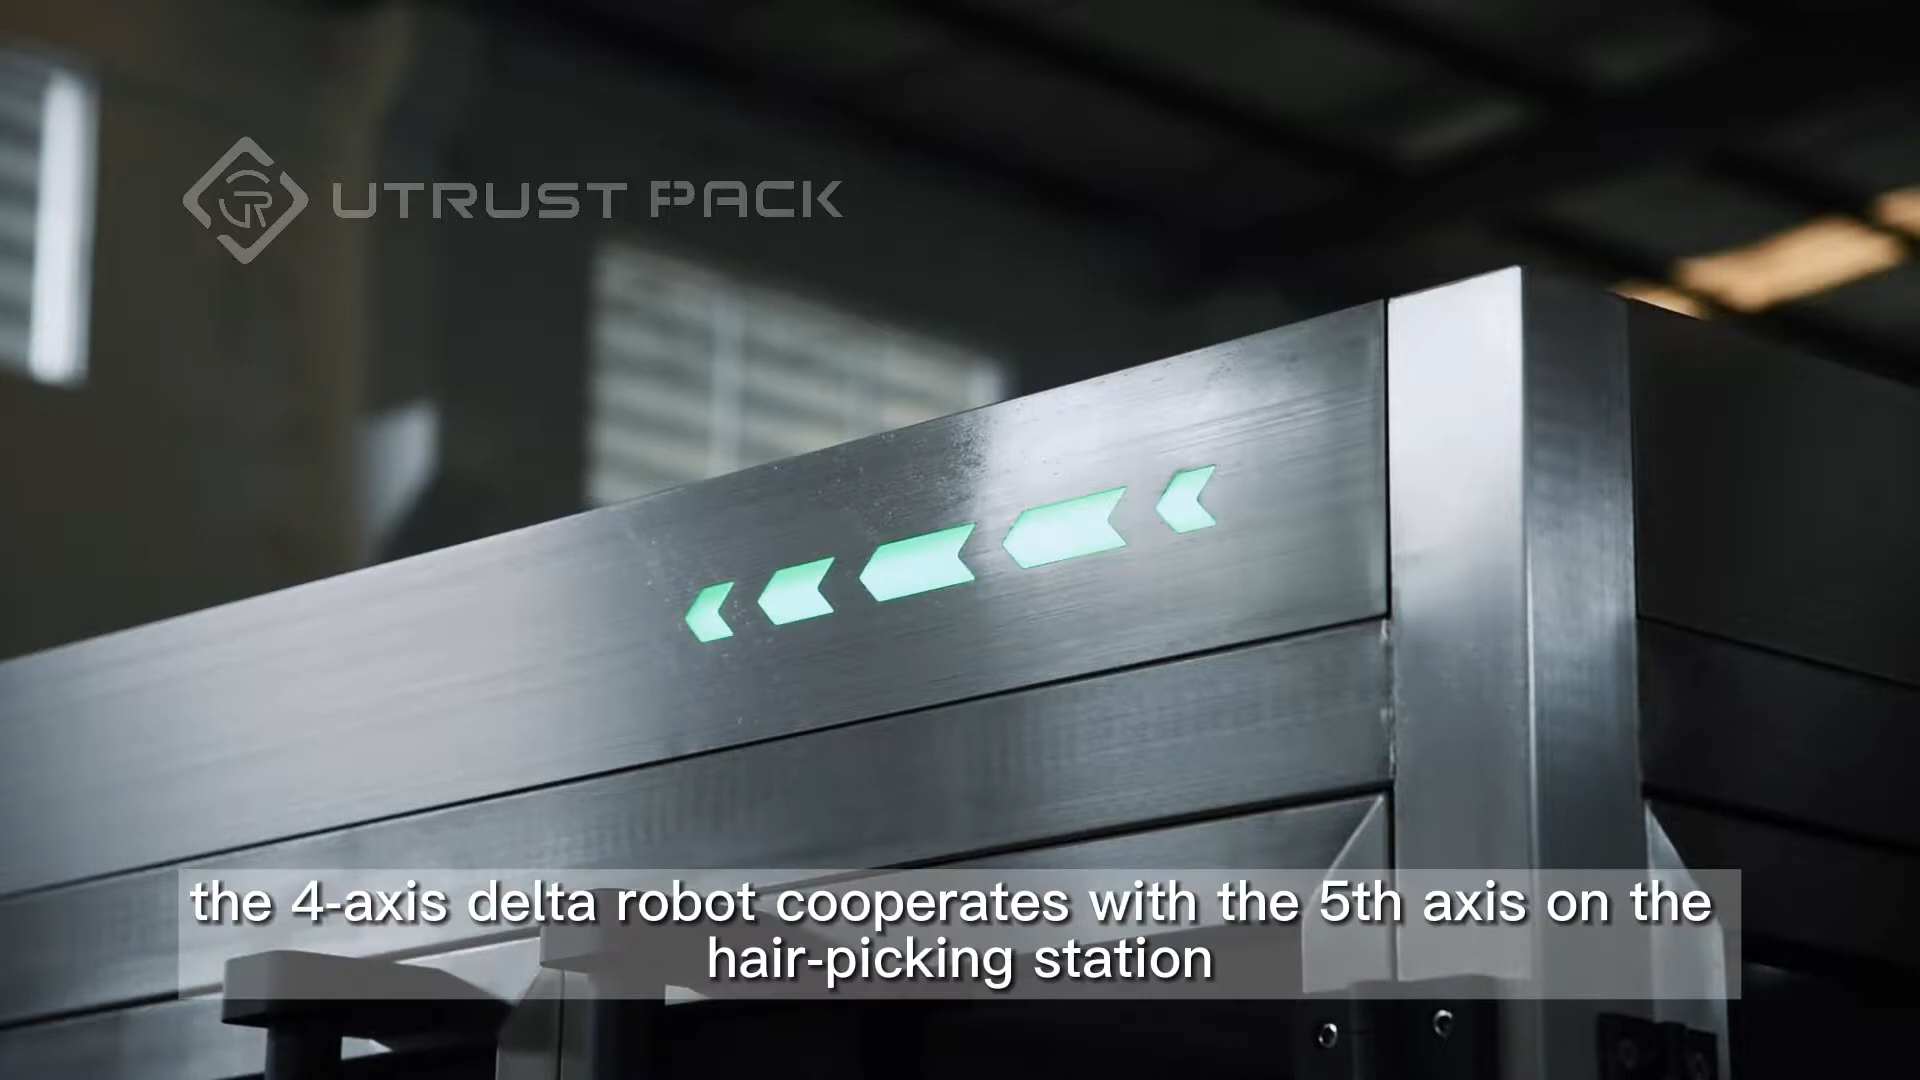 UTRUST PACK
the 4-axis delta robot cooperates with the 5th axis on the
hair-picking station